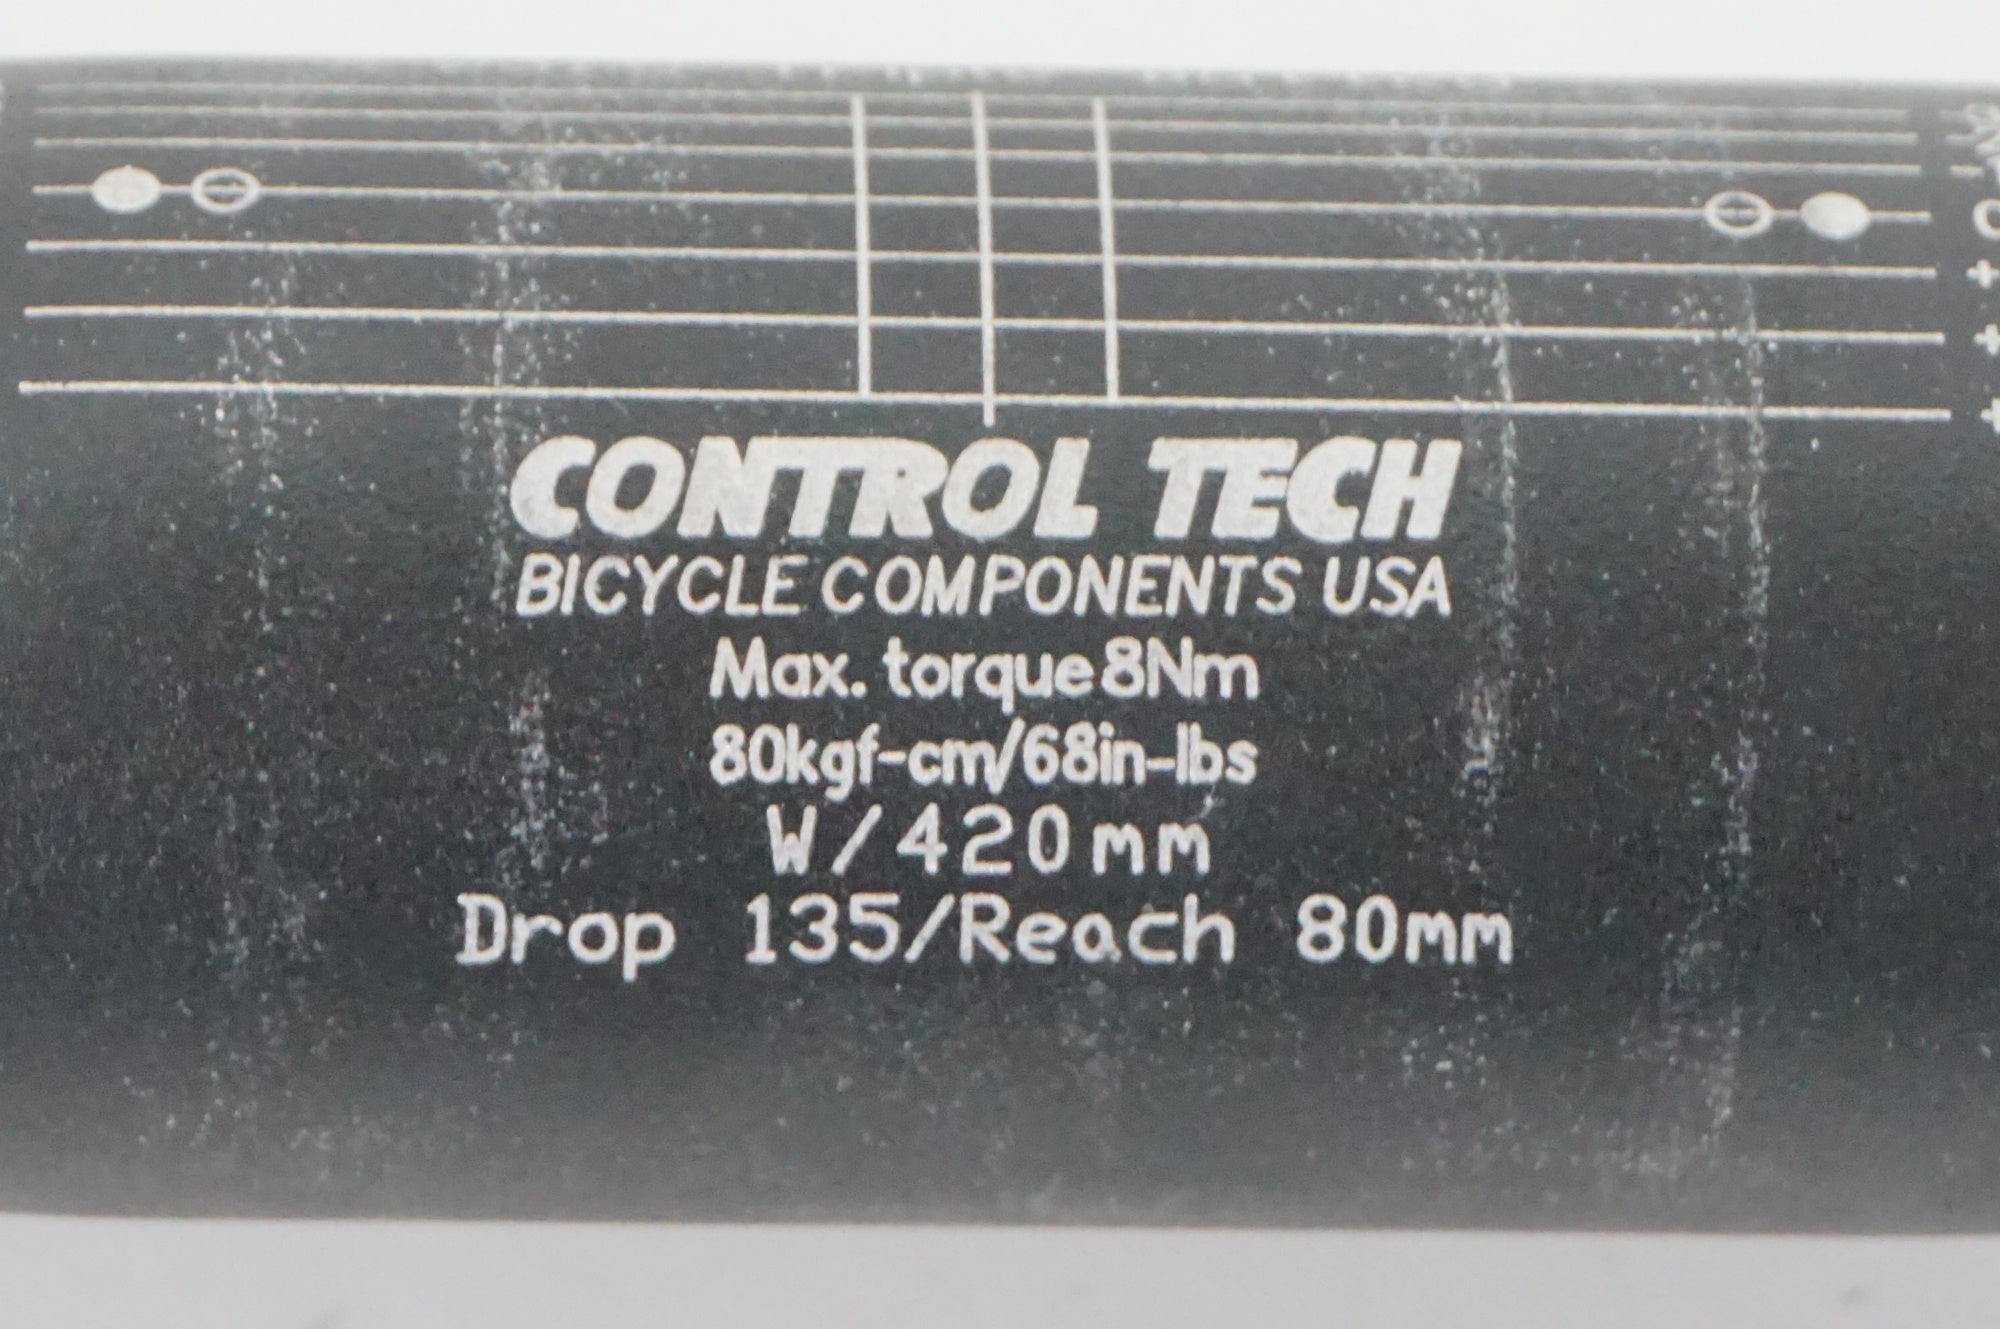 CONTROL TECH
BICYCLE COMPONENTS USA
Max. torque 8Nm
80kgf-cm/68in-lbs
W/420mm
Drop 135/Reach 80mm